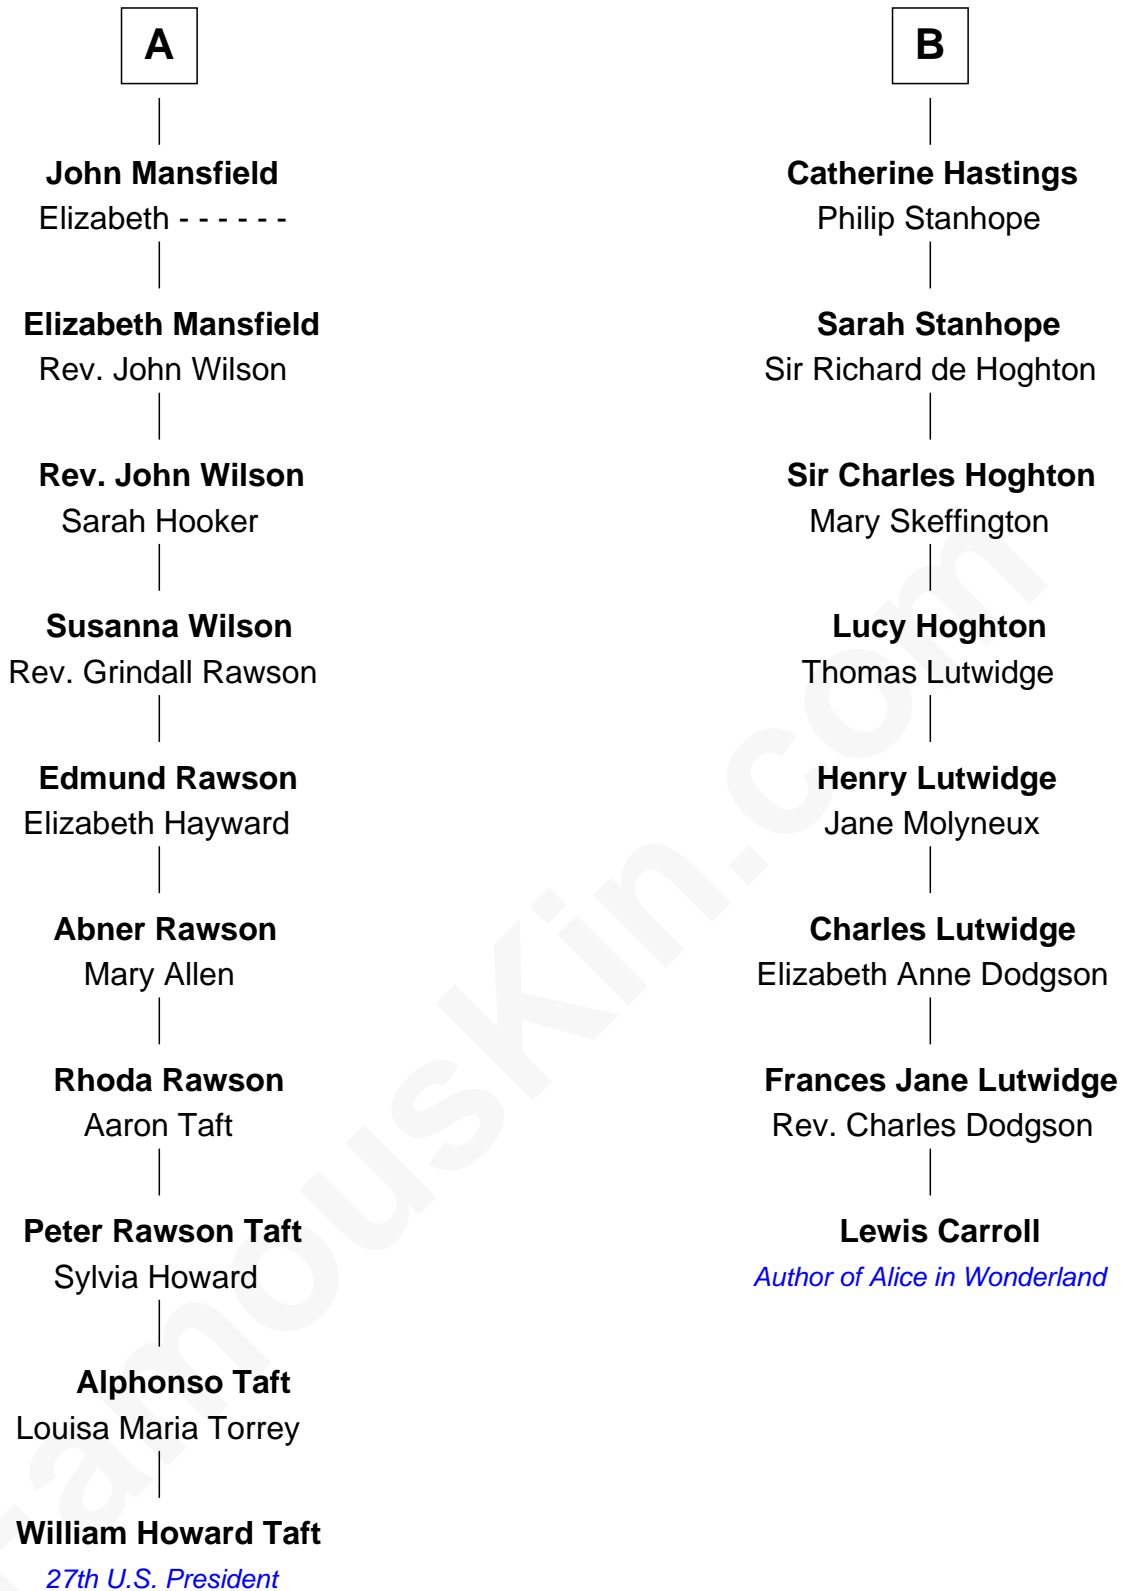 A
John Mansfield
Elizabeth - - - - - -
Elizabeth Mansfield
Rev. John Wilson
Rev. John Wilson
Sarah Hooker
Susanna Wilson
Rev. Grindall Rawson
Edmund Rawson
Elizabeth Hayward
Abner Rawson
Mary Allen
Rhoda Rawson
Aaron Taft
Peter Rawson Taft
Sylvia Howard
Alphonso Taft
Louisa Maria Torrey
William Howard Taft
27th U.S. President
B
Catherine Hastings
Philip Stanhope
Sarah Stanhope
Sir Richard de Hoghton
Sir Charles Hoghton
Mary Skeffington
Lucy Hoghton
Thomas Lutwidge
Henry Lutwidge
Jane Molyneux
Charles Lutwidge
Elizabeth Anne Dodgson
Frances Jane Lutwidge
Rev. Charles Dodgson
Lewis Carroll
Author of Alice in Wonderland
FamousKin.com